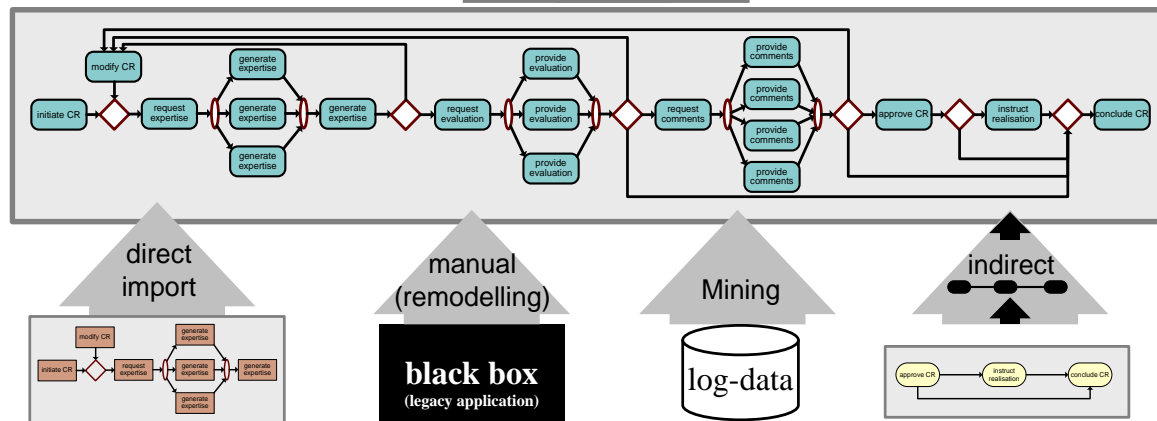 modify CR
initiate CR
request
expertise
generate
expertise
generate
expertise
generate
expertise
generate
expertise
request
evaluation
provide
evaluation
provide
evaluation
provide
evaluation
request
comments
provide
comments
provide
comments
provide
comments
provide
comments
approve CR
instruct
realisation
conclude CR
direct
import
manual
(remodelling)
Mining
indirect
modify CR
initiate CR
request
expertise
generate
expertise
generate
expertise
generate
expertise
generate
expertise
black box
(legacy application)
log-data
approve CR
instruct
realisation
conclude CR